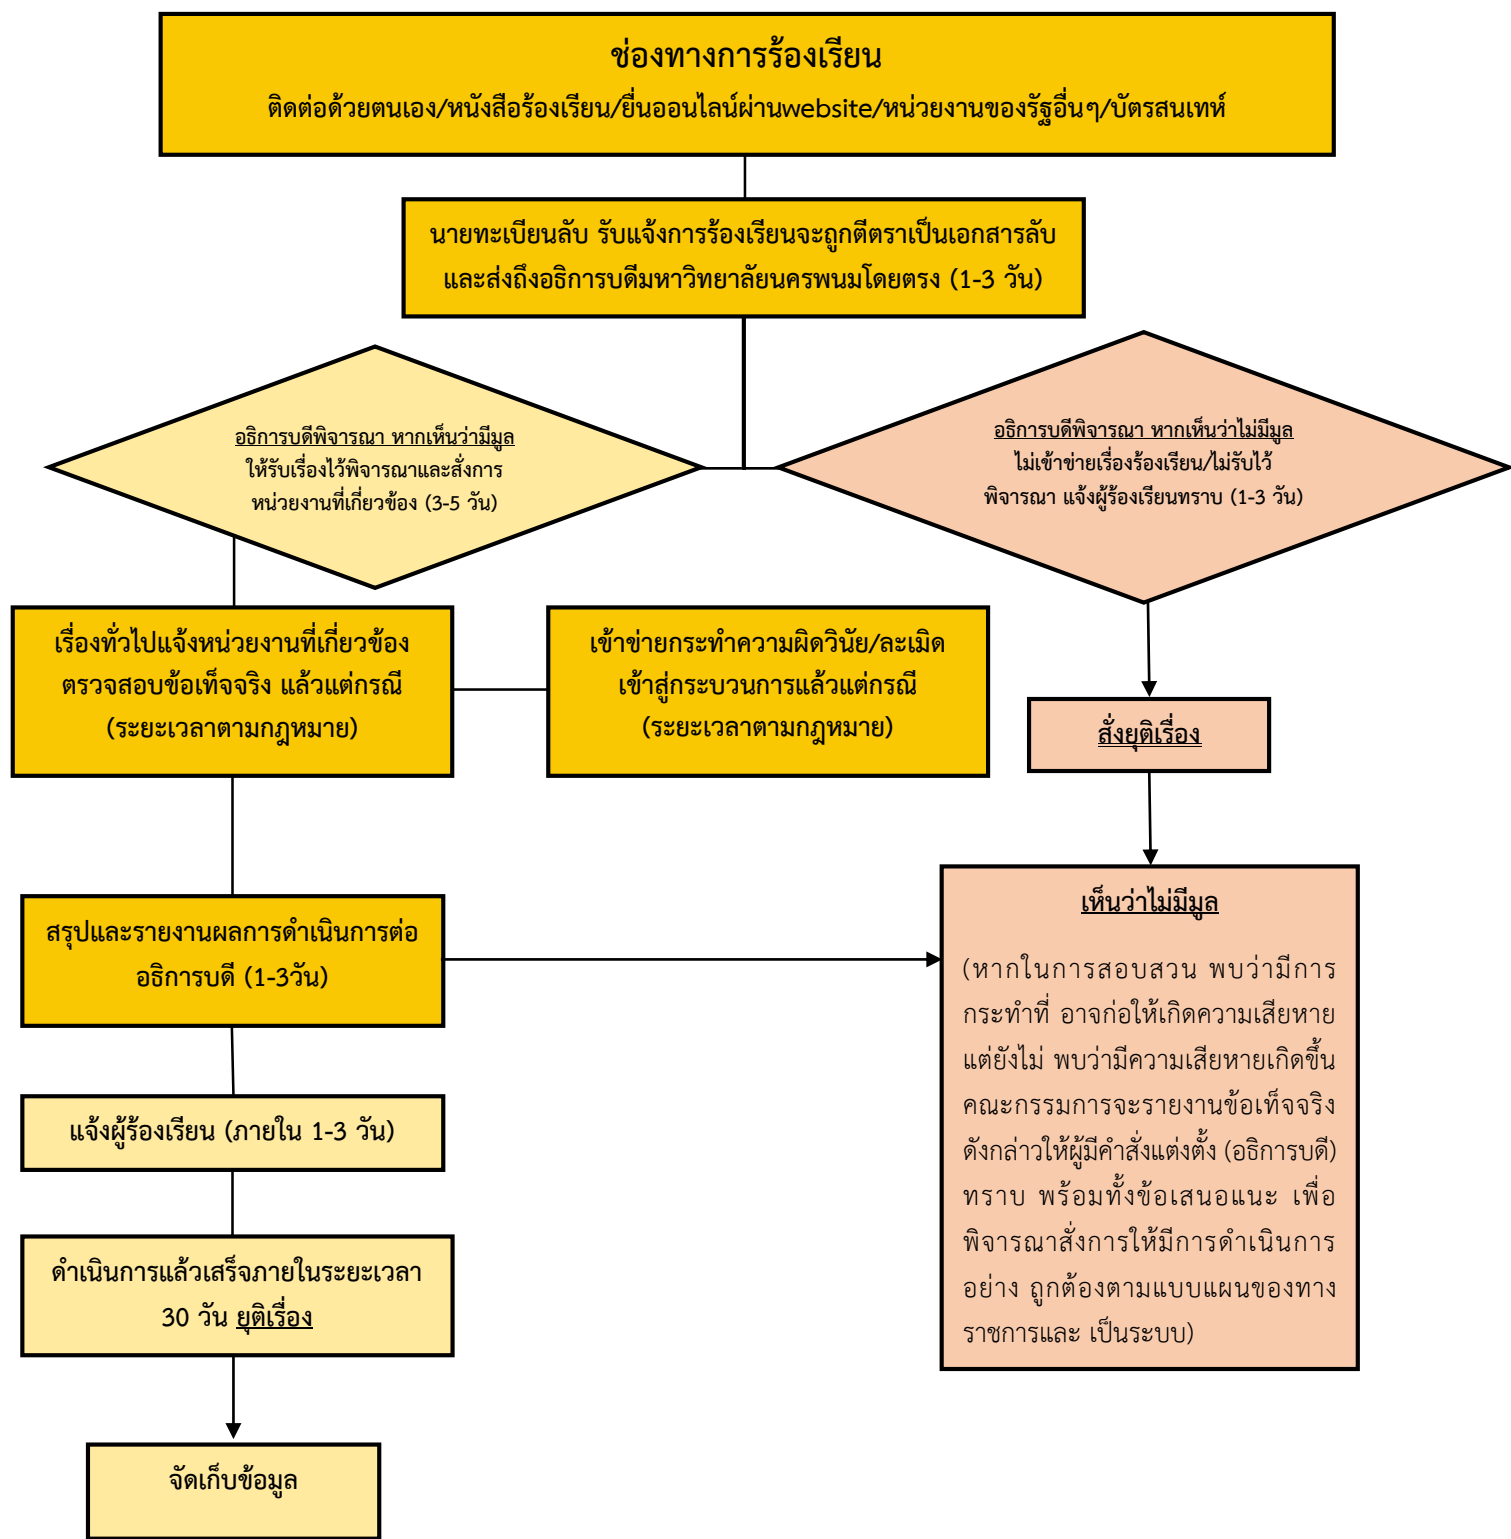 ช่องทางการร้องเรียน
ติดต่อด้วยตนเอง/หนังสือร้องเรียน/ยื่นออนไลน์ผ่านwebsite/หน่วยงานของรัฐอื่นๆ/บัตรสนเทห์
นายทะเบียนลับ รับแจ้งการร้องเรียนจะถูกตีตราเป็นเอกสารลับ
และส่งถึงอธิการบดีมหาวิทยาลัยนครพนมโดยตรง (1-3 วัน)
อธิการบดีพิจารณา หากเห็นว่ามีมูล
ให้รับเรื่องไว้พิจารณาและสั่งการ
หน่วยงานที่เกี่ยวข้อง (3-5 วัน)
อธิการบดีพิจารณา หากเห็นว่าไม่มีมูล
ไม่เข้าข่ายเรื่องร้องเรียน/ไม่รับไว้
พิจารณา แจ้งผู้ร้องเรียนทราบ (1-3 วัน)
เรื่องทั่วไปแจ้งหน่วยงานที่เกี่ยวข้อง
ตรวจสอบข้อเท็จจริง แล้วแต่กรณี
(ระยะเวลาตามกฎหมาย)
เข้าข่ายกระทำความผิดวินัย/ละเมิด
เข้าสู่กระบวนการแล้วแต่กรณี
(ระยะเวลาตามกฎหมาย)
สั่งยุติเรื่อง
สรุปและรายงานผลการดำเนินการต่อ
อธิการบดี (1-3วัน)
แจ้งผู้ร้องเรียน (ภายใน 1-3 วัน)
ดำเนินการแล้วเสร็จภายในระยะเวลา
30 วัน ยุติเรื่อง
จัดเก็บข้อมูล
เห็นว่าไม่มีมูล
(หากในการสอบสวน พบว่ามีการ
กระทำที่ อาจก่อให้เกิดความเสียหาย
แต่ยังไม่ พบว่ามีความเสียหายเกิดขึ้น
คณะกรรมการจะรายงานข้อเท็จจริง
ดังกล่าวให้ผู้มีคำสั่งแต่งตั้ง (อธิการบดี)
ทราบ พร้อมทั้งข้อเสนอแนะ เพื่อ
พิจารณาสั่งการให้มีการดำเนินการ
อย่าง ถูกต้องตามแบบแผนของทาง
ราชการและ เป็นระบบ)